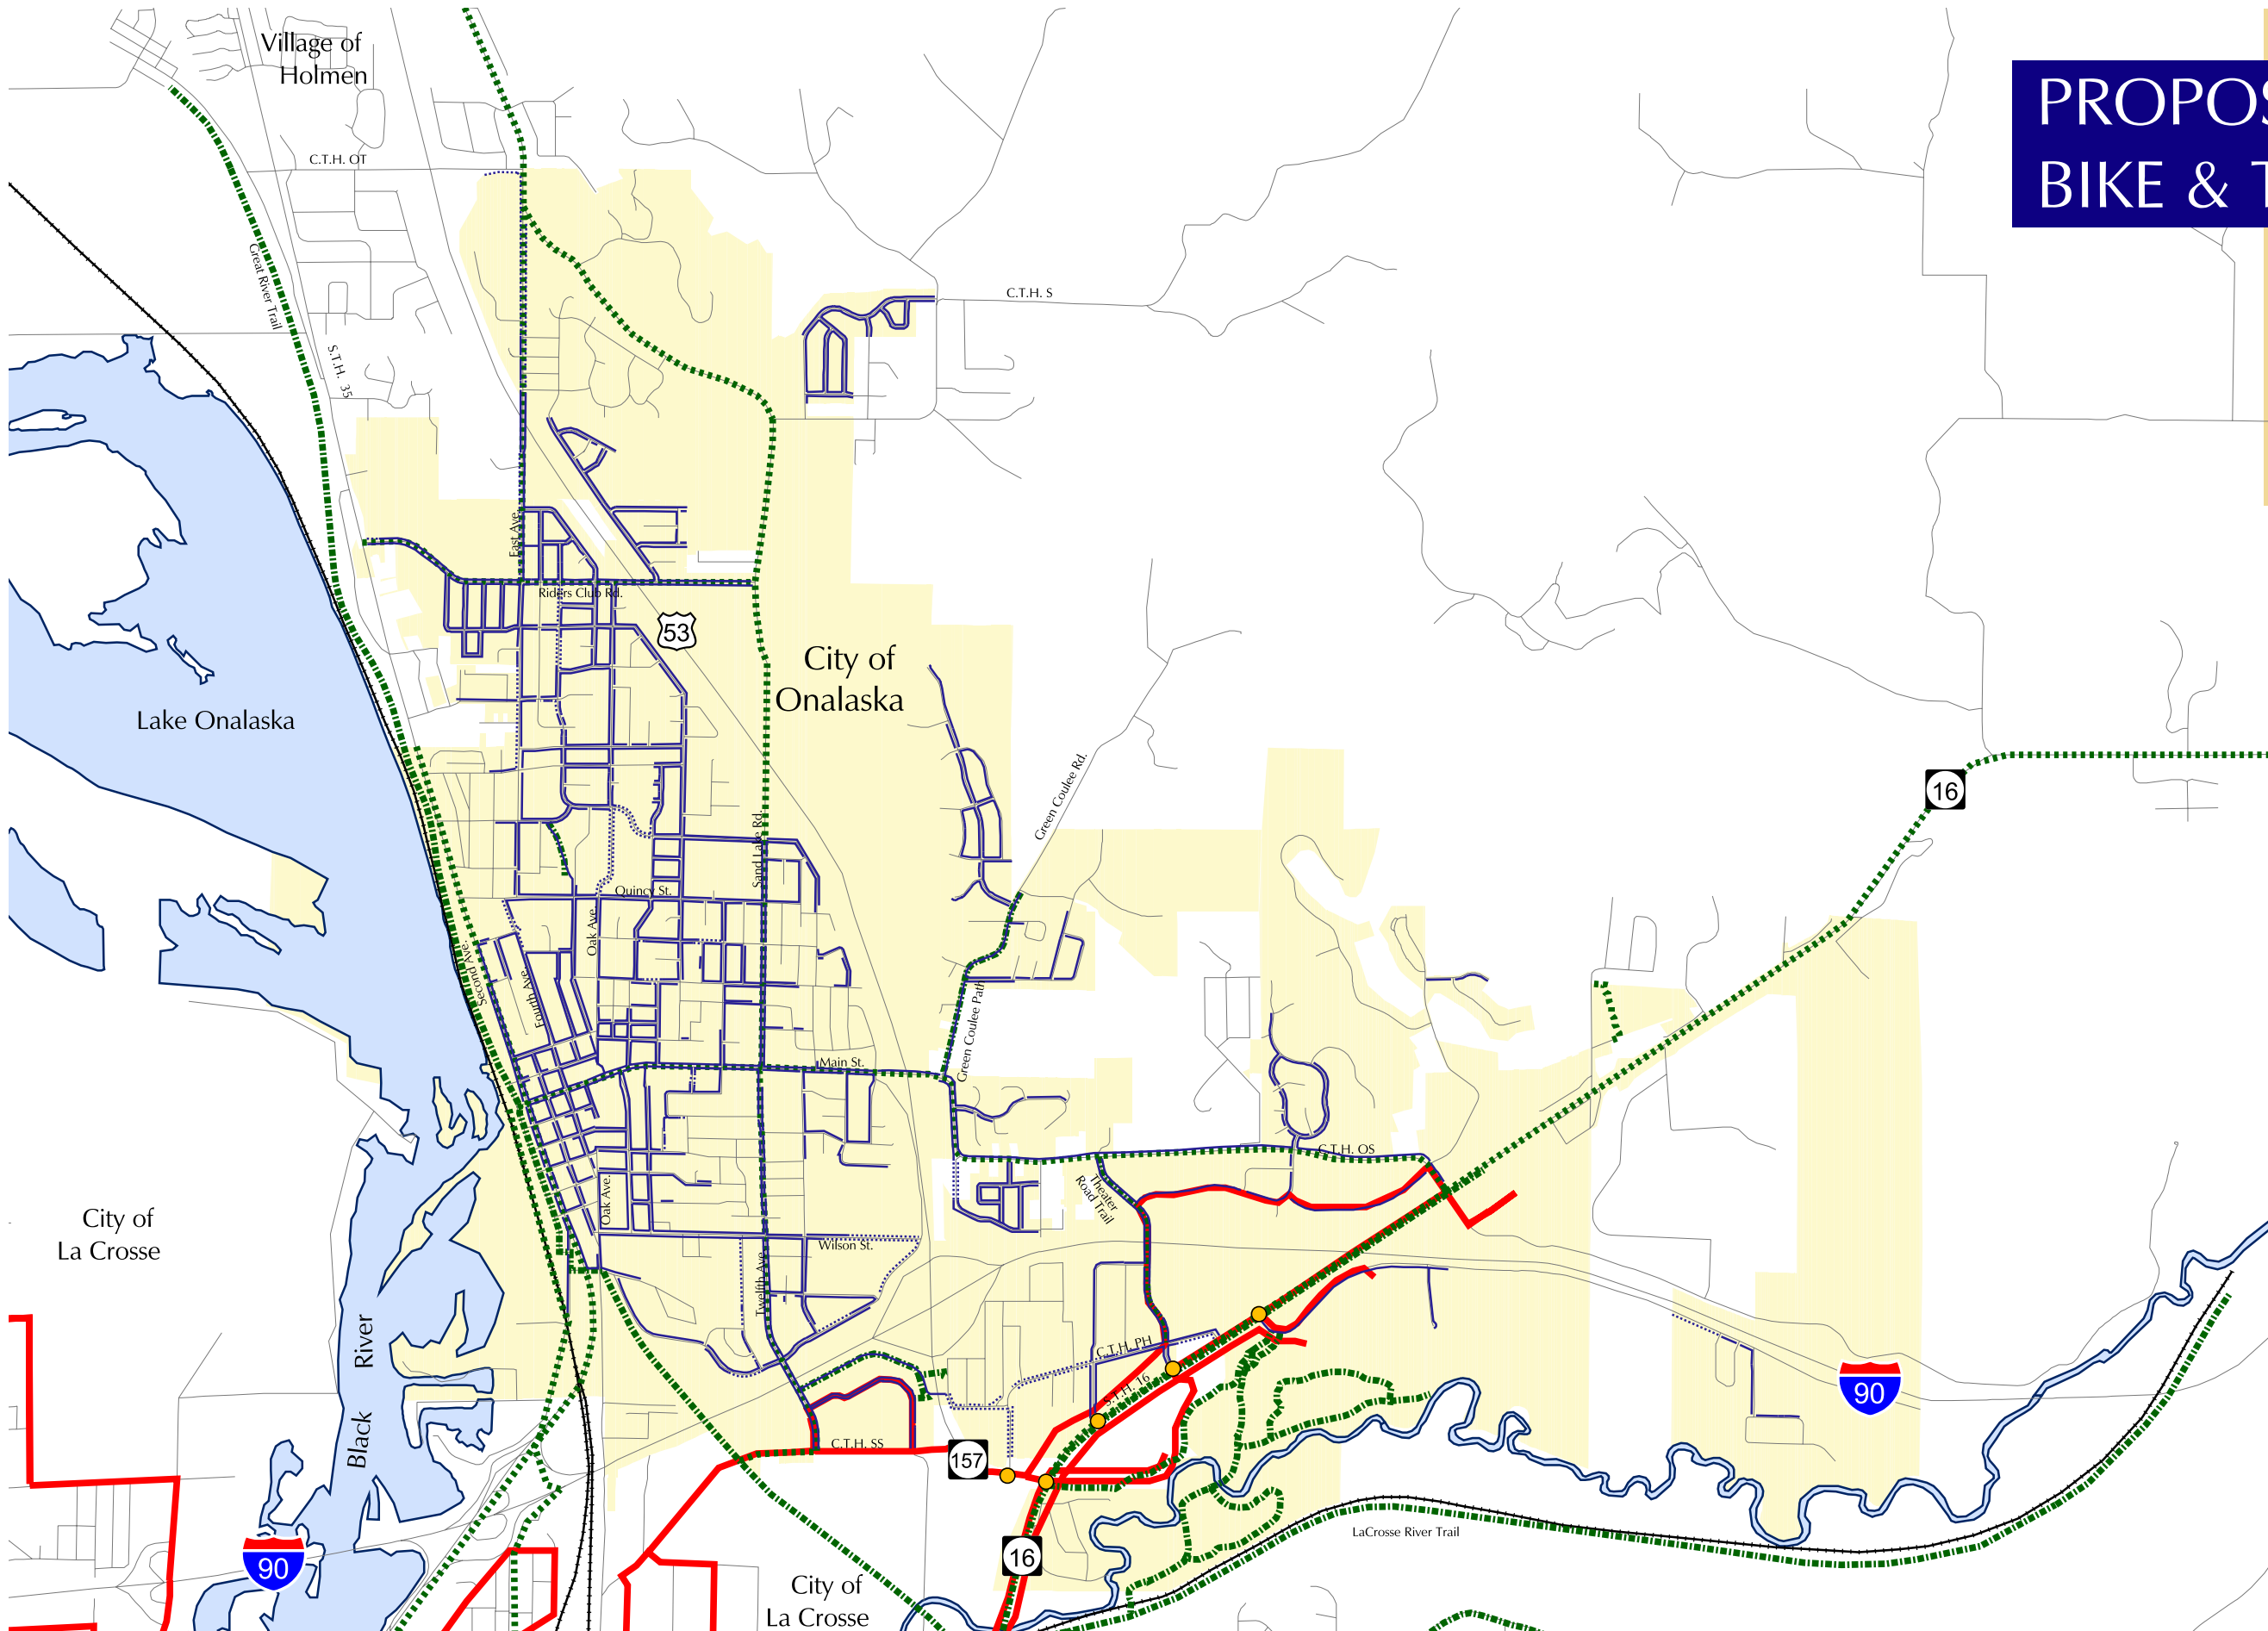 Village of
Holmen
PROPOS
BIKE & T
C.T.H. OT
Great River Trail
C.T.H. S
S.T.H. 35
East Ave.
Riders Club Rd.
53
City of
Onalaska
Lake Onalaska
Green Coulee Rd.
16
Sand Lake Rd.
Quincy St.
Oak Ave.
Second Ave.
Fourth Ave.
Green Coulee Path
Main St.
C.T.H. OS
Theater
Road Trail
Oak Ave.
City of
La Crosse
Wilson St.
Twelfth Ave.
Black River
C.T.H. PH
S.T.H. 16
90
C.T.H. SS
157
LaCrosse River Trail
16
90
City of
La Crosse